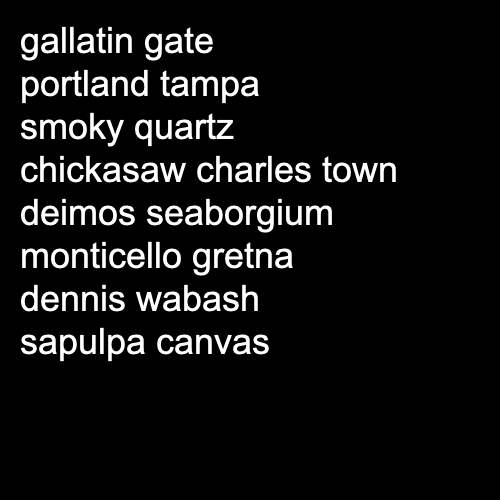 gallatin gate
portland tampa
smoky quartz
chickasaw charles town
deimos seaborgium
monticello gretna
dennis wabash
sapulpa canvas